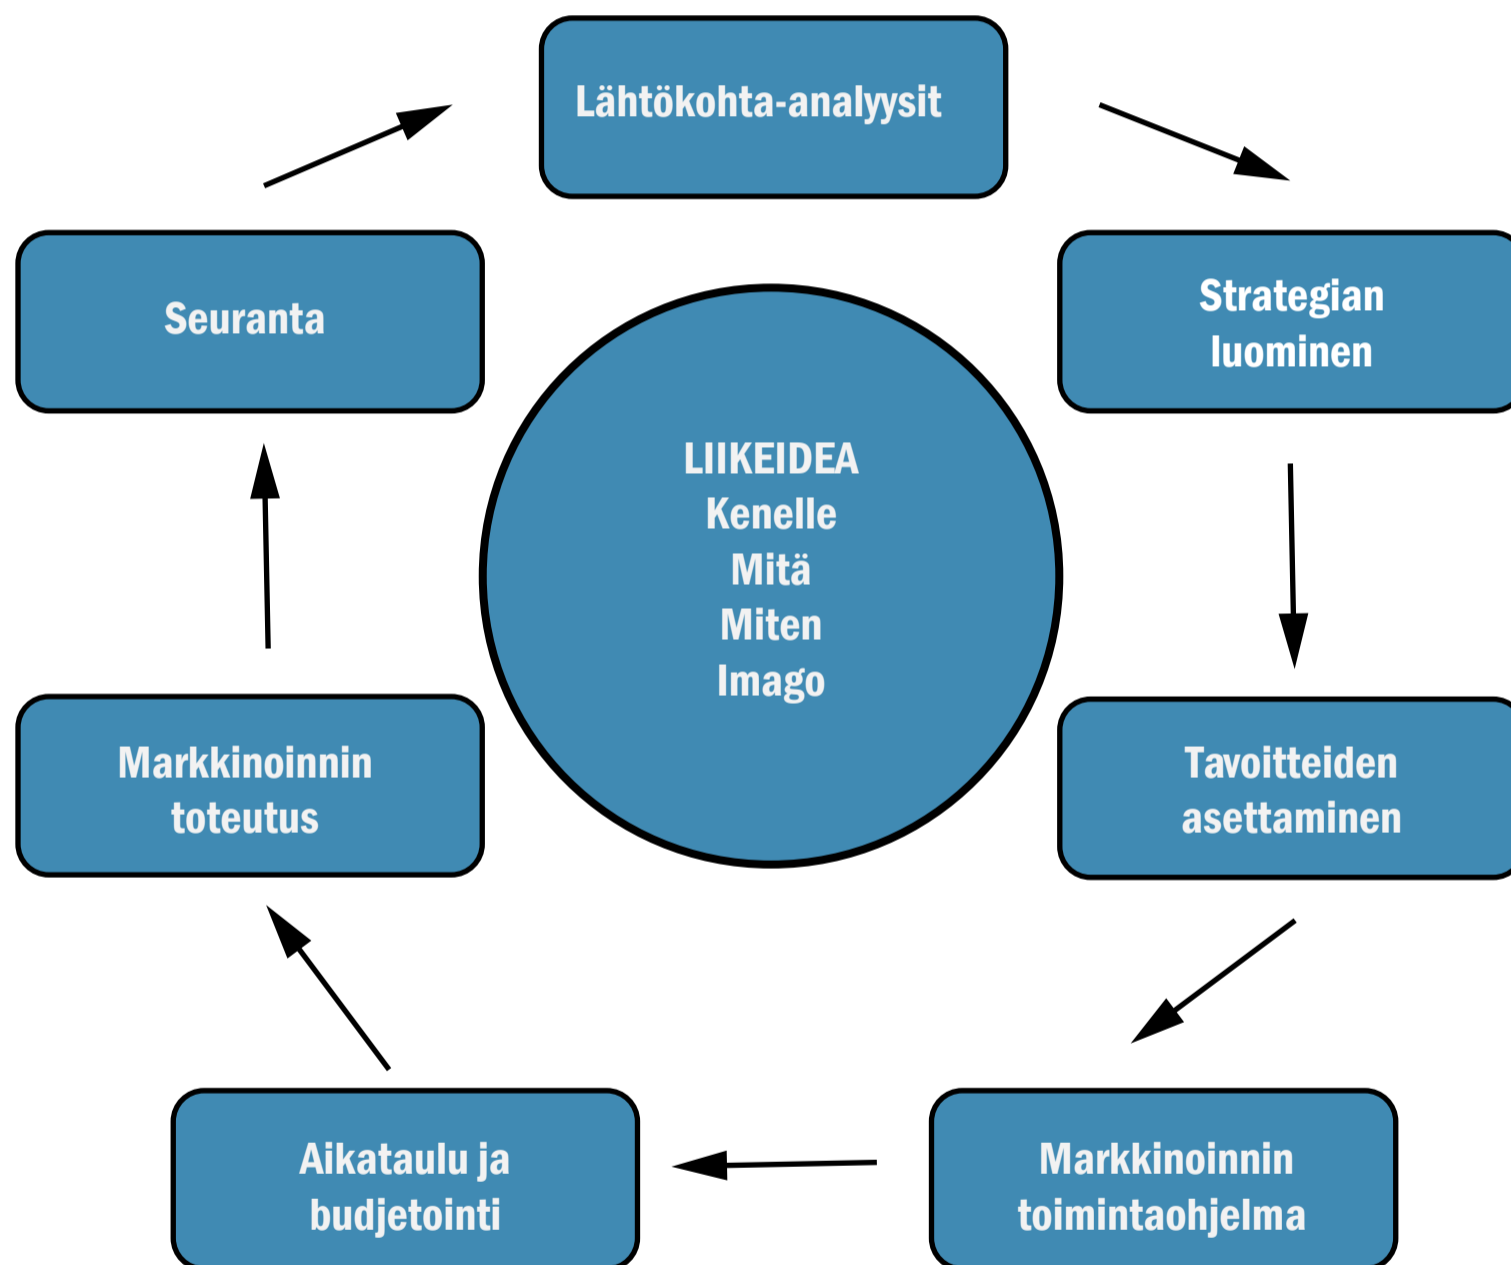 Lähtökohta-analyysit
Strategian
luominen
Tavoitteiden
asettaminen
Markkinoinnin
toimintaohjelma
Aikataulu ja
budjetointi
Markkinoinnin
toteutus
Seuranta
LIIKEIDEA
Kenelle
Mitä
Miten
Imago